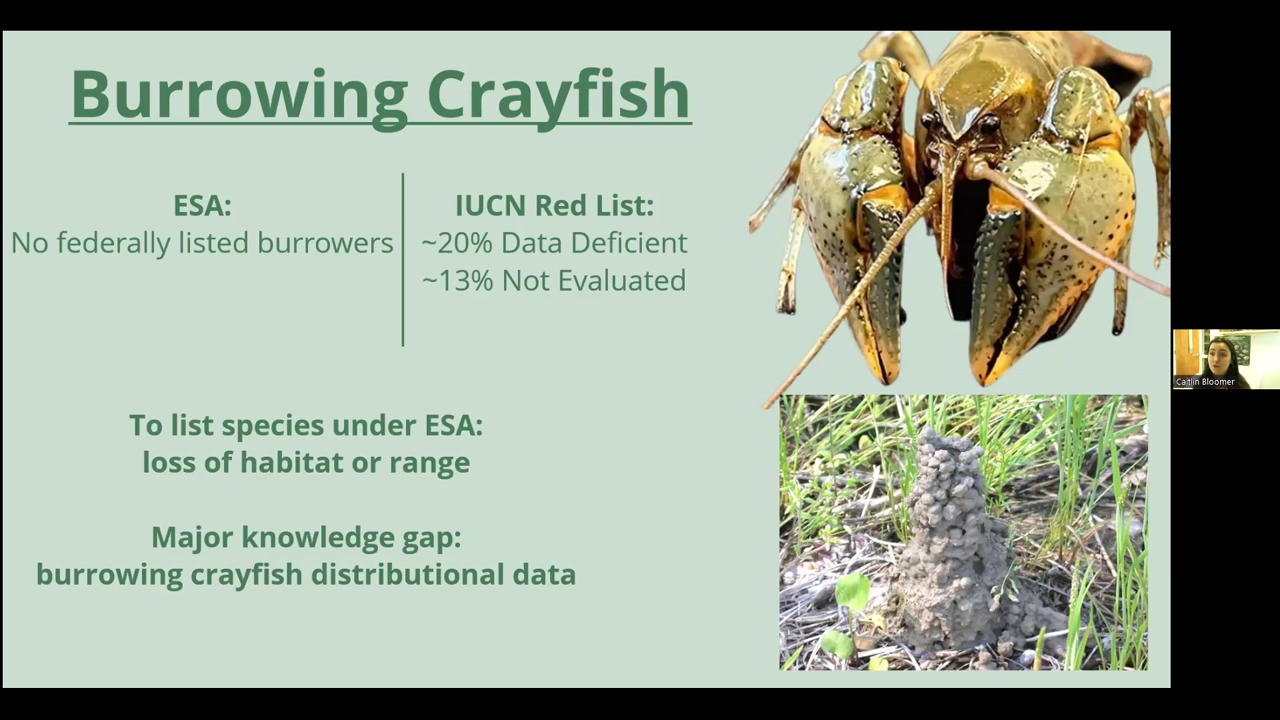 Burrowing Crayfish
ESA:
No federally listed burrowers
IUCN Red List:
~20% Data Deficient
~13% Not Evaluated
To list species under ESA:
loss of habitat or range
Major knowledge gap:
burrowing crayfish distributional data
Caitlin Bloomer